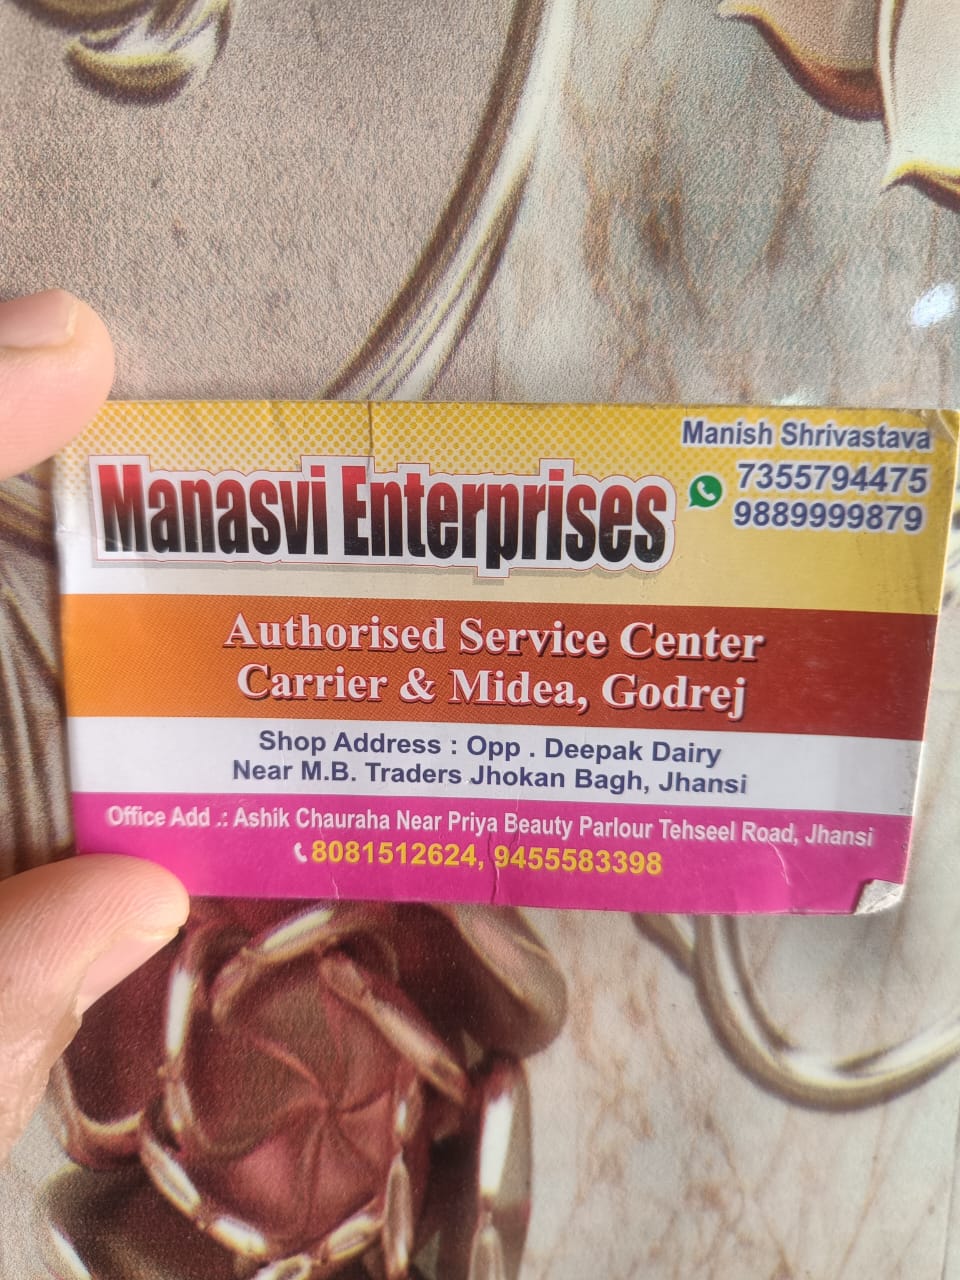 Manish Shrivastava
7355794475
9889999879
Manasvi Enterprises
Authorised Service Center
Carrier & Midea, Godrej
Shop Address : Opp . Deepak Dairy
Near M.B. Traders Jhokan Bagh, Jhansi
Office Add .: Ashik Chauraha Near Priya Beauty Parlour Tehseel Road, Jhansi
8081512624, 9455583398